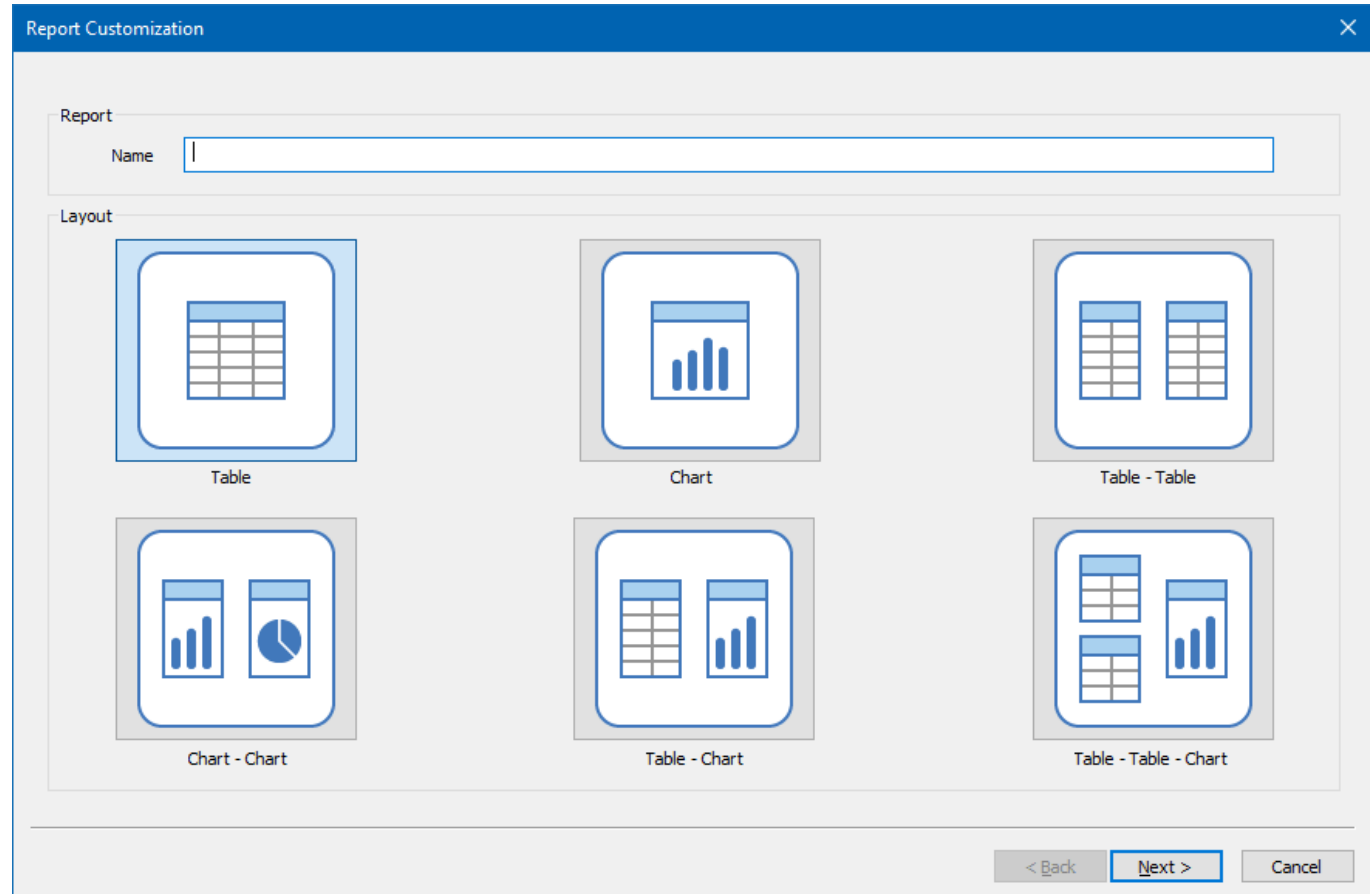 Report Customization
Report
Name
Layout
Table
Chart
Table - Table
Chart - Chart
Table - Chart
Table - Table - Chart
< Back
Next >
Cancel